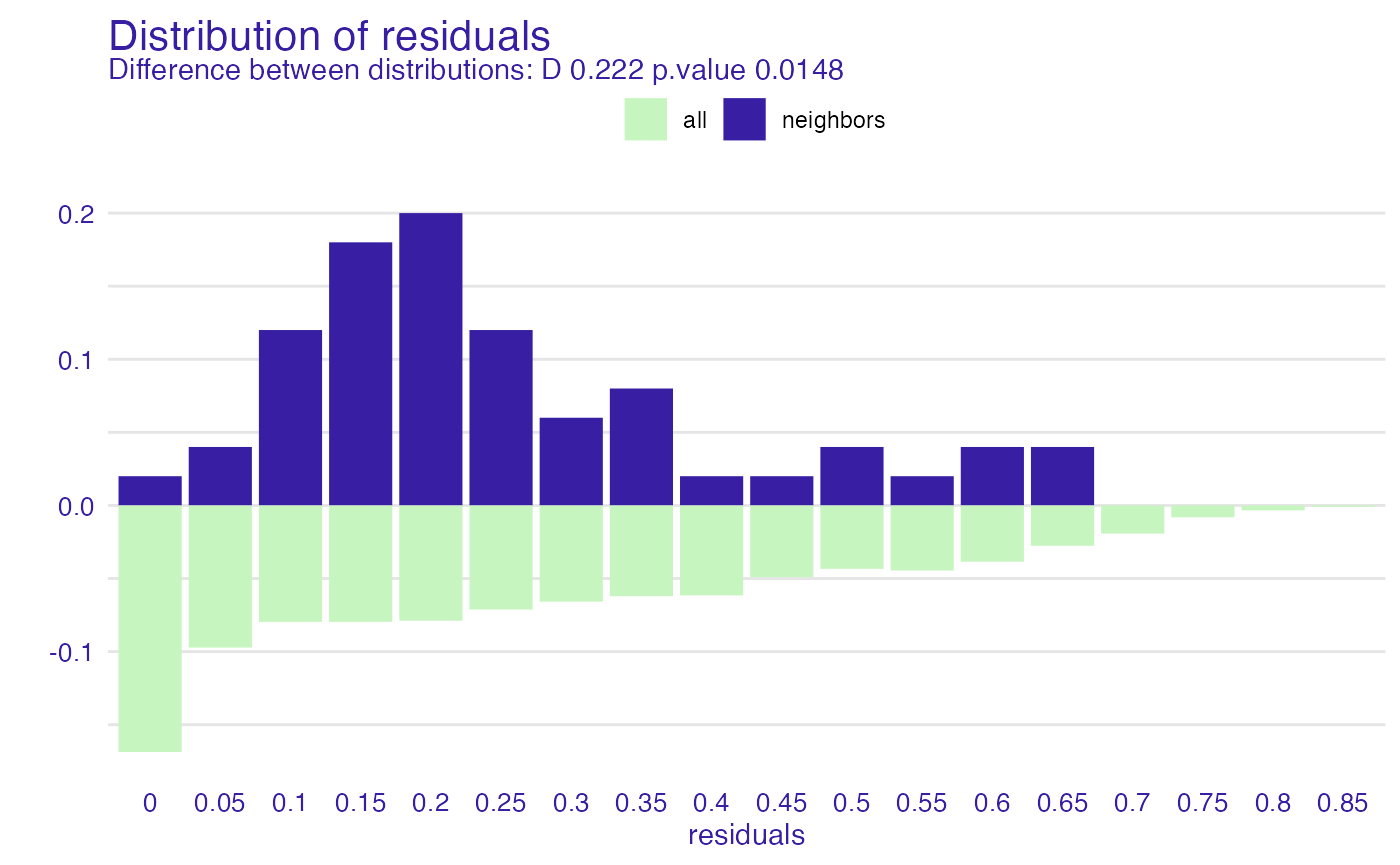 Distribution of residuals
Difference between distributions: D 0.222 p.value 0.0148
all neighbors
0.2
0.1
0.0
-0.1
0 0.05 0.1 0.15 0.2 0.25 0.3 0.35 0.4 0.45 0.5 0.55 0.6 0.65 0.7 0.75 0.8 0.85
residuals